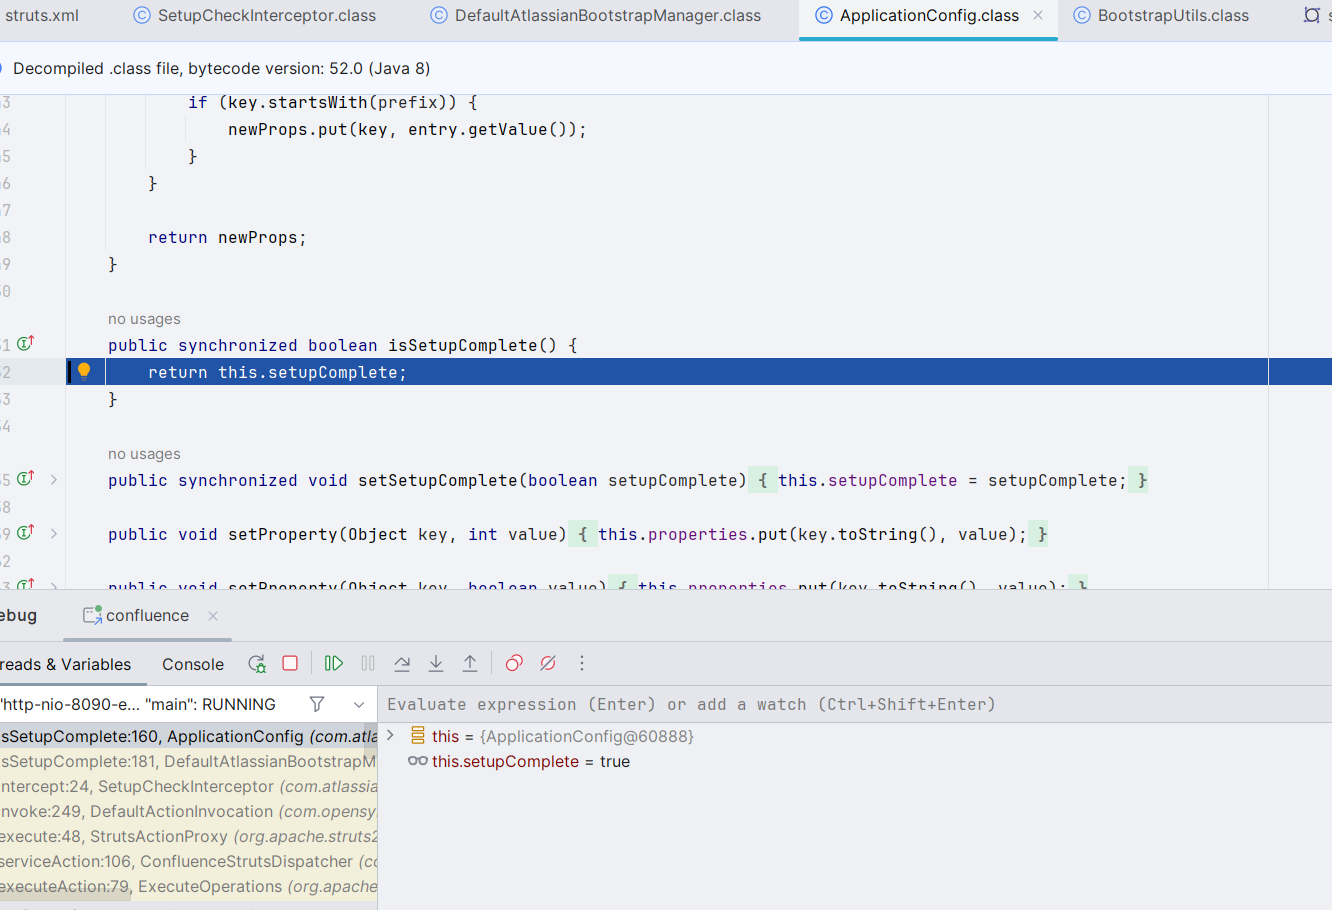 struts.xml SetupCheckInterceptor.class DefaultAtlassianBootstrapManager.class ApplicationConfig.class BootstrapUtils.class s
Decompiled .class file, bytecode version: 52.0 (Java 8)
3 if (key.startsWith(prefix)) {
4 newProps.put(key, entry.getValue());
5 }
6 }
7
8 return newProps;
9 }
0
no usages
1 public synchronized boolean isSetupComplete() {
2 return this.setupComplete;
3 }
4
no usages
5 public synchronized void setSetupComplete(boolean setupComplete) { this.setupComplete = setupComplete; }
8
9 public void setProperty(Object key, int value) { this.properties.put(key.toString(), value); }
2
3 public void setProperty(Object key, boolean value) { this.properties.put(key.toString(), value); }
ebug confluence
reads & Variables Console
"http-nio-8090-e... "main": RUNNING
Evaluate expression (Enter) or add a watch (Ctrl+Shift+Enter)
sSetupComplete:160, ApplicationConfig (com.atla
this = {ApplicationConfig@60888}
sSetupComplete:181, DefaultAtlassianBootstrapM
this.setupComplete = true
ntercept:24, SetupCheckInterceptor (com.atlassia
nvoke:249, DefaultActionInvocation (com.opensy
execute:48, StrutsActionProxy (org.apache.struts2
serviceAction:106, ConfluenceStrutsDispatcher (co
executeAction:79, ExecuteOperations (org.apache